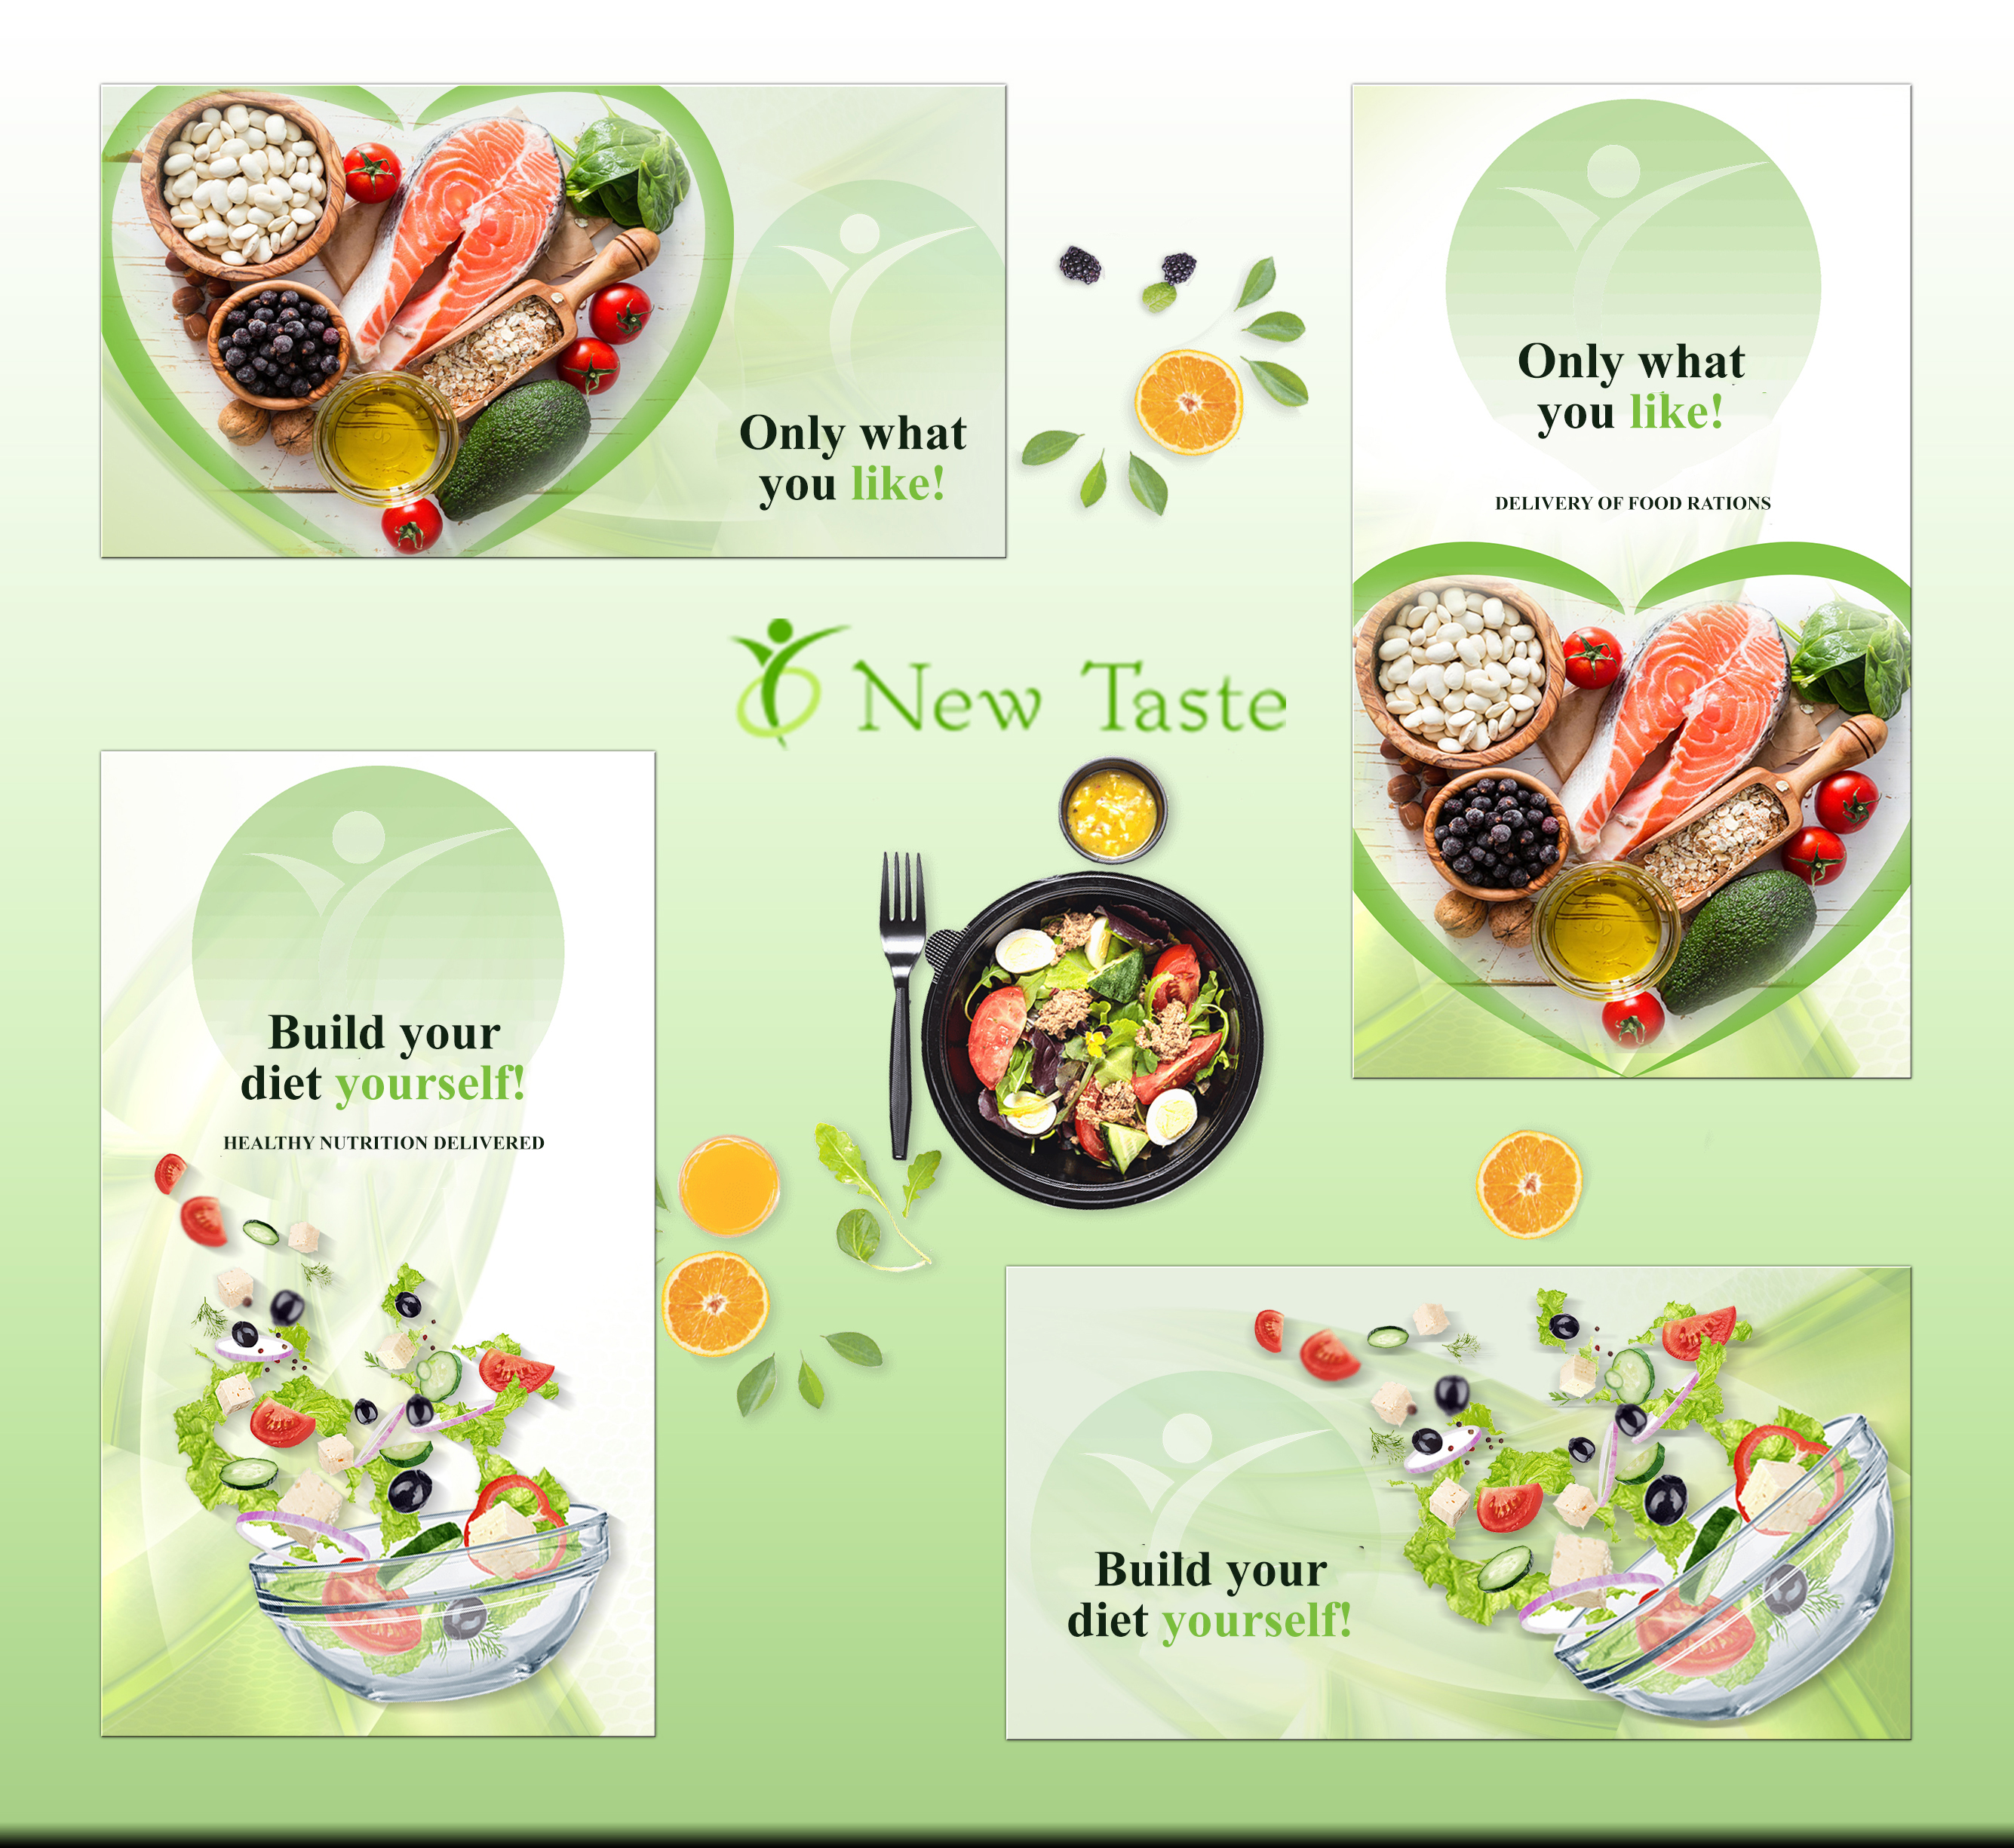 Only what
you like!
Only what
you like!
DELIVERY OF FOOD RATIONS
New Taste
Build your
diet yourself!
HEALTHY NUTRITION DELIVERED
Build your
diet yourself!